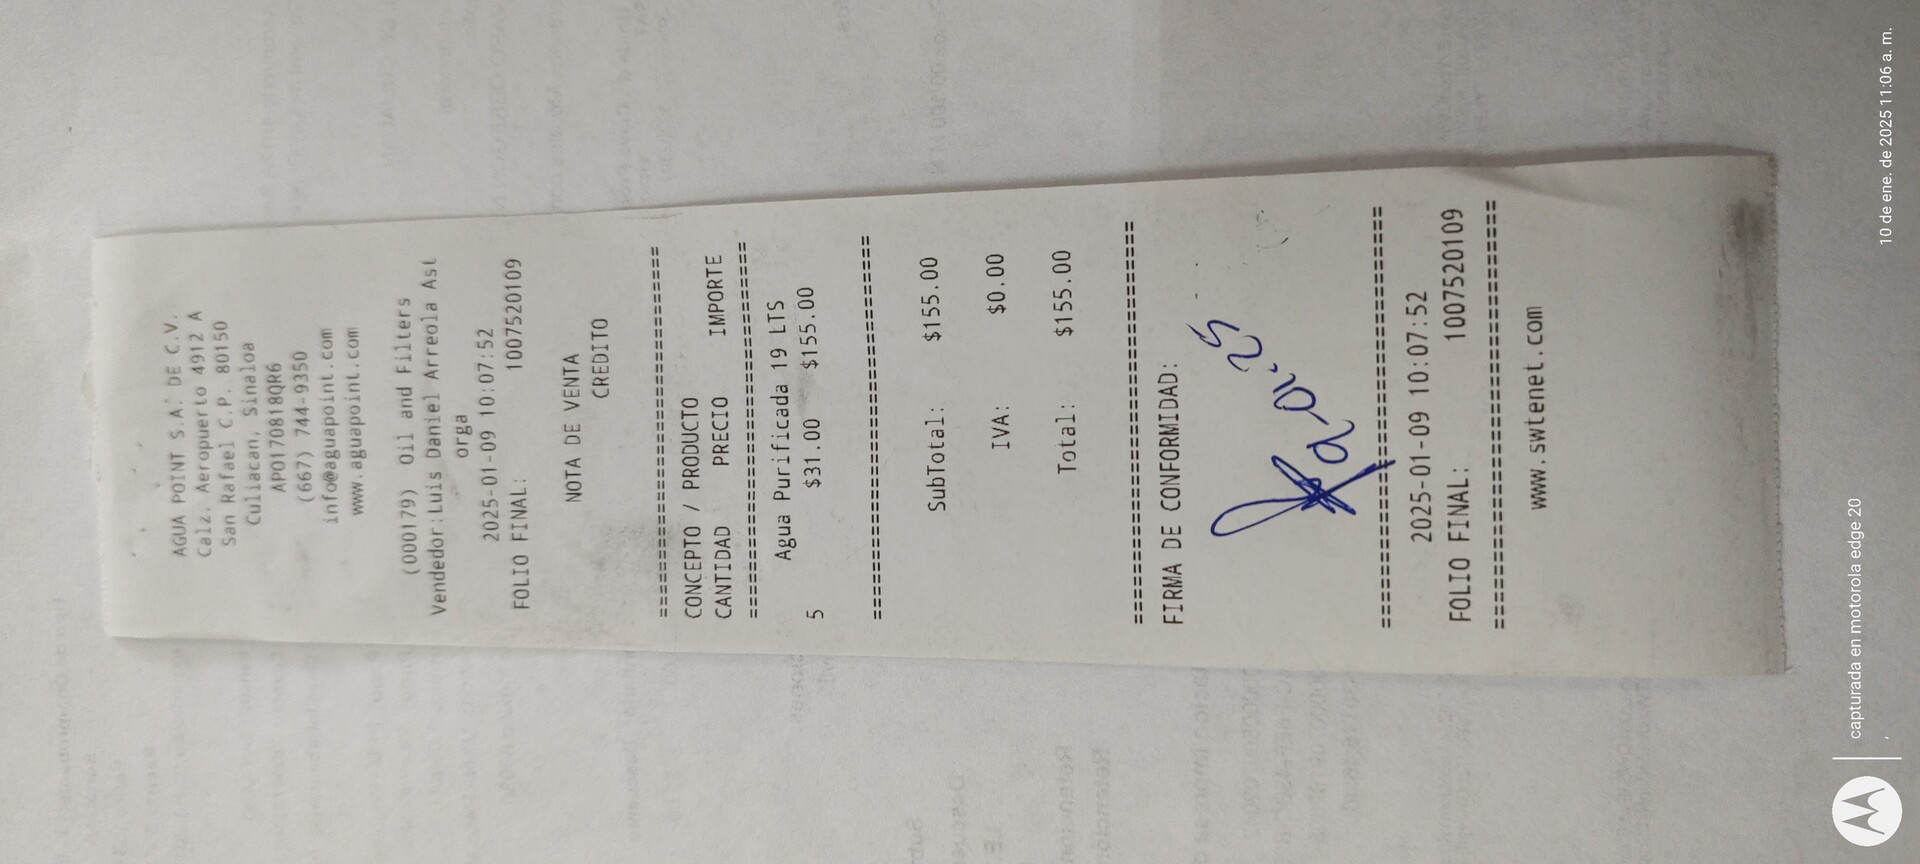 AGUA POINT S.A. DE C.V.
Calz. Aeropuerto 4912 A
San Rafael C.P. 80150
Culiacan, Sinaloa
APO170818QR6
(667) 744-9350
info@aguapoint.com
www.aguapoint.com
(000179) Oil and Filters
Vendedor:Luis Daniel Arreola Ast
orga
2025-01-09 10:07:52
FOLIO FINAL: 1007520109
NOTA DE VENTA
CREDITO
================================
CONCEPTO / PRODUCTO
CANTIDAD PRECIO IMPORTE
================================
Agua Purificada 19 LTS
5 $31.00 $155.00
================================
SubTotal: $155.00
IVA: $0.00
Total: $155.00
================================
FIRMA DE CONFORMIDAD:
================================
2025-01-09 10:07:52
FOLIO FINAL: 1007520109
================================
www.swtenet.com
capturada en motorola edge 20
10 de ene. de 2025 11:06 a. m.